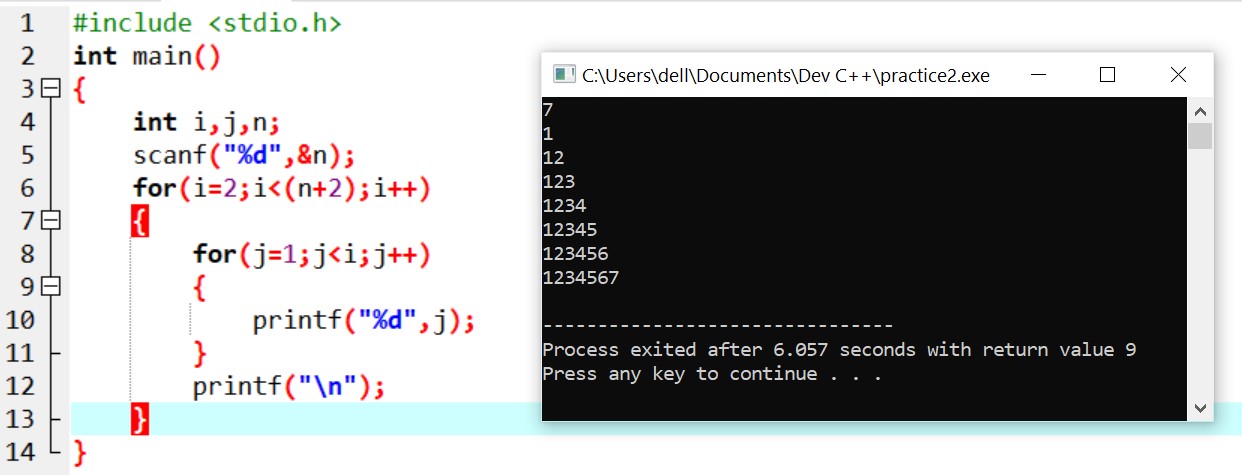 1 #include <stdio.h>
2 int main()
3 {
4 int i,j,n;
5 scanf("%d",&n);
6 for(i=2;i<(n+2);i++)
7 {
8 for(j=1;j<i;j++)
9 {
10 printf("%d",j);
11 }
12 printf("\n");
13 }
14 }
C:\Users\dell\Documents\Dev C++\practice2.exe
7
1
12
123
1234
12345
123456
1234567
--------------------------------
Process exited after 6.057 seconds with return value 9
Press any key to continue . . .